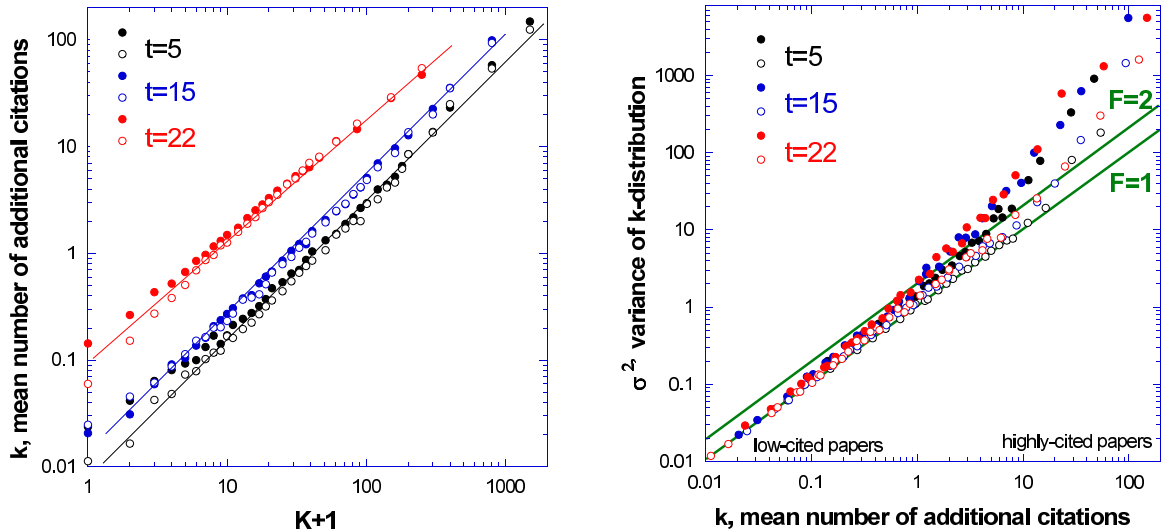 t=5
t=15
t=22
k, mean number of additional citations
100
10
1
0.1
0.01
1
10
100
1000
K+1
t=5
t=15
t=22
F=2
F=1
low-cited papers
highly-cited papers
σ², variance of k-distribution
1000
100
10
1
0.1
0.01
0.01
0.1
1
10
100
k, mean number of additional citations